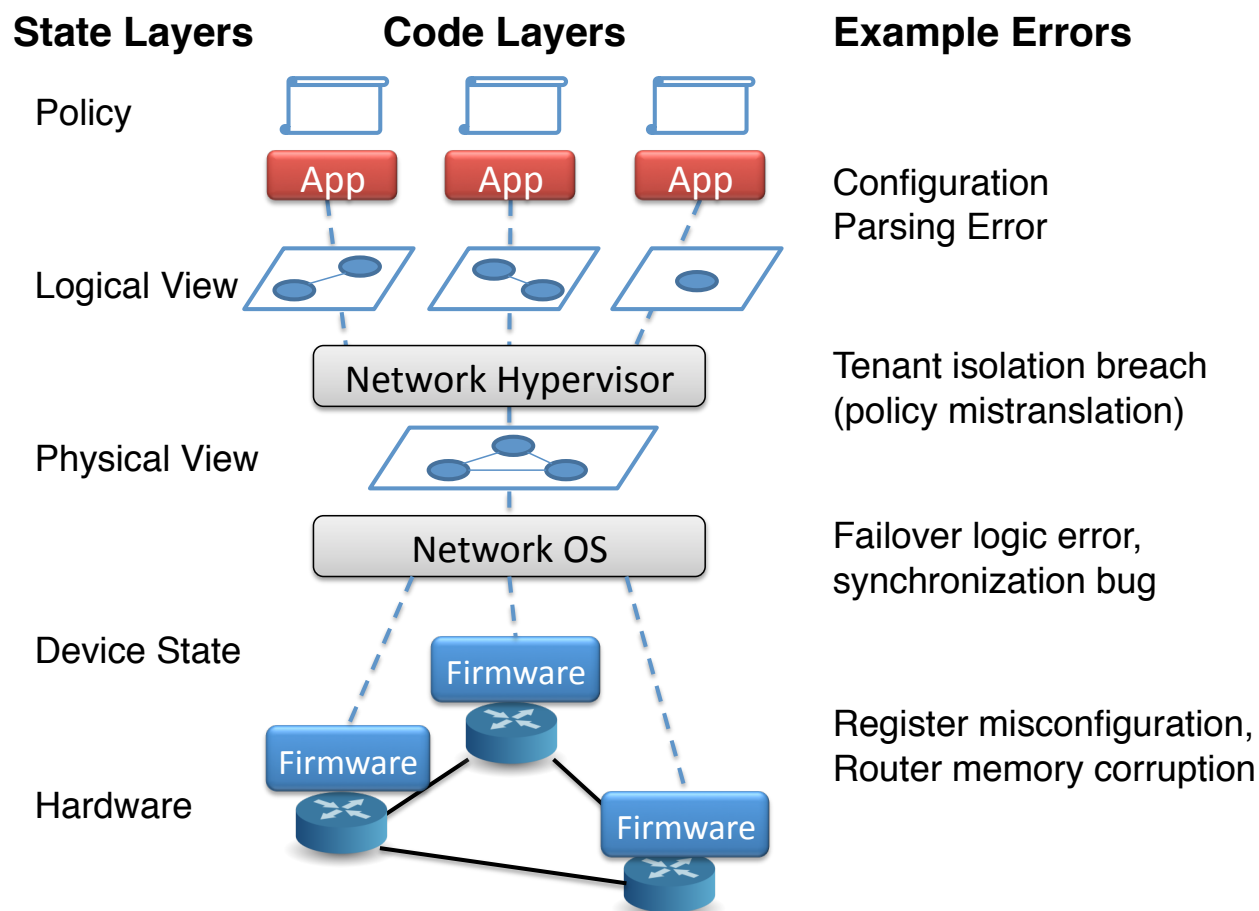 State Layers
Code Layers
Example Errors
Policy
App
App
App
Configuration
Parsing Error
Logical View
Network Hypervisor
Tenant isolation breach
(policy mistranslation)
Physical View
Network OS
Failover logic error,
synchronization bug
Device State
Firmware
Firmware
Register misconfiguration,
Router memory corruption
Hardware
Firmware